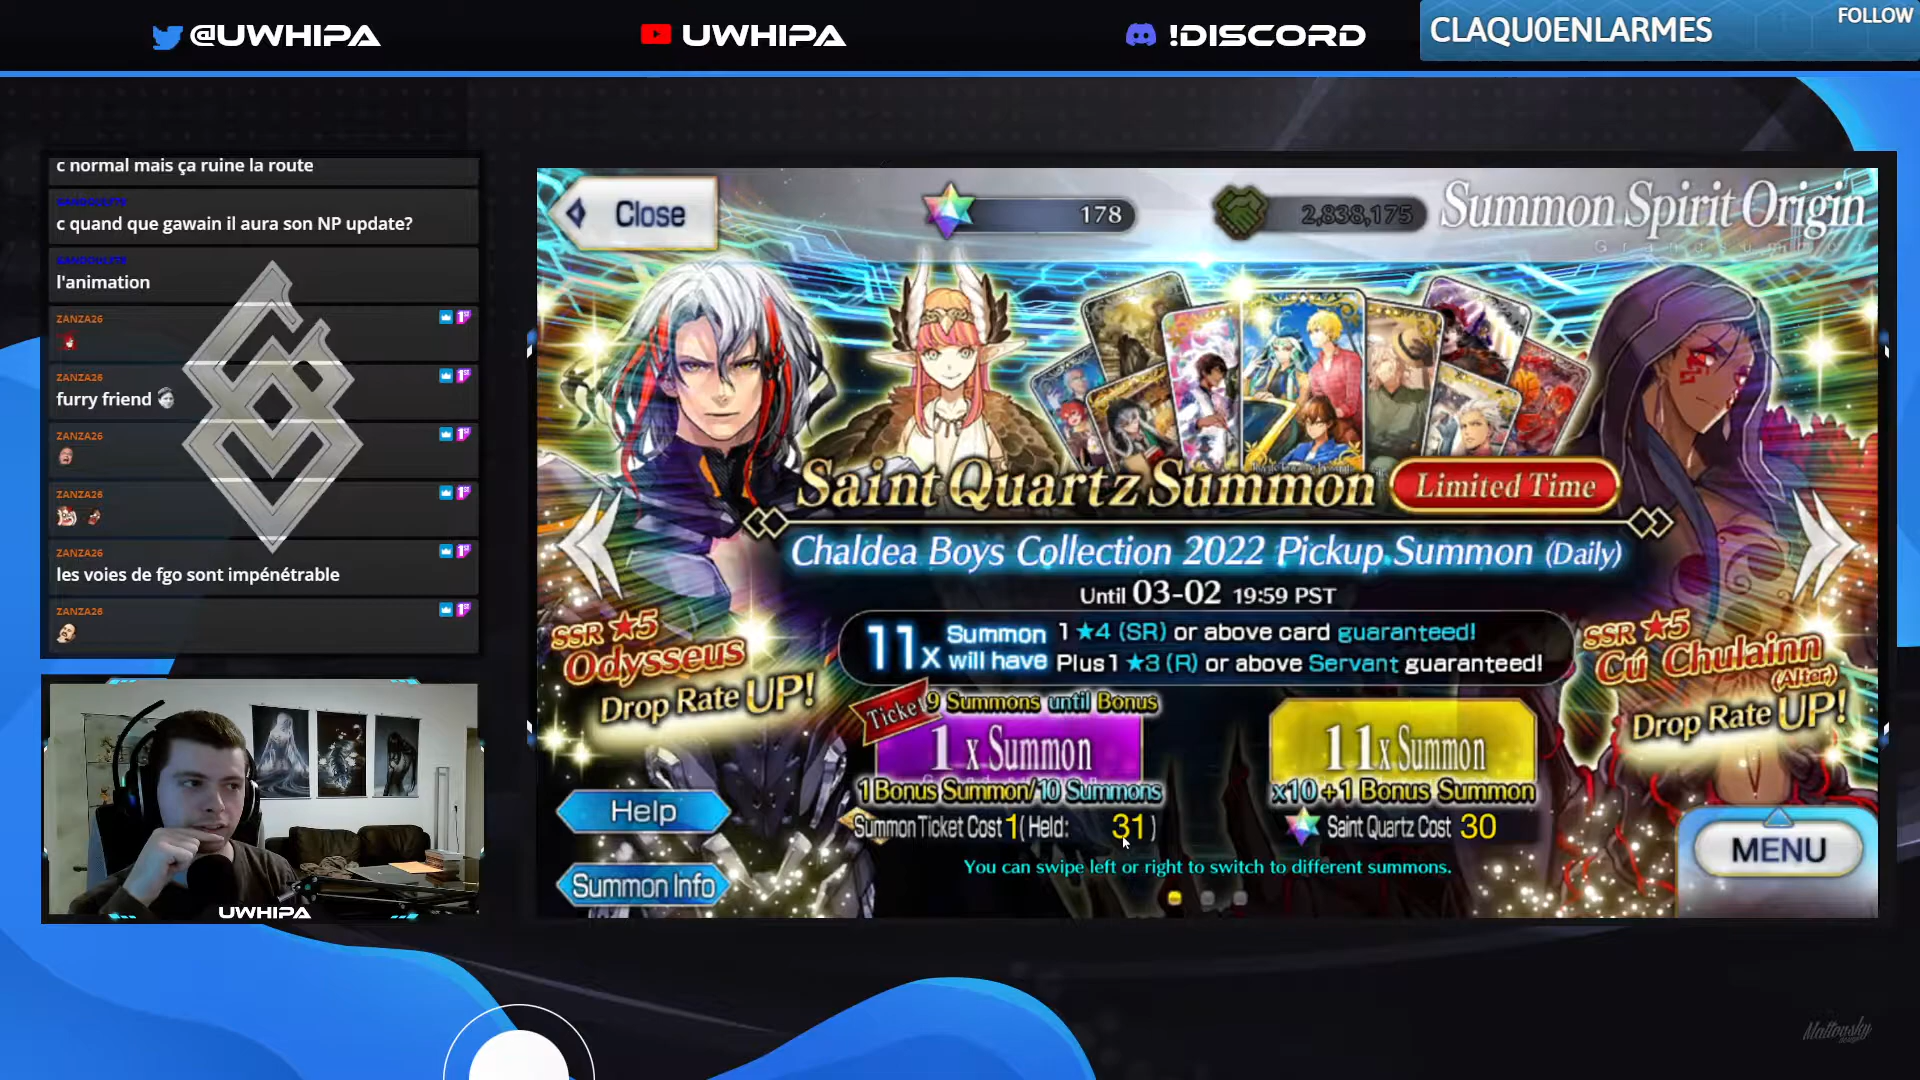 @UWHIPA
UWHIPA
!DISCORD
CLAQU0ENLARMES
FOLLOW
c normal mais ça ruine la route
c quand que gawain il aura son NP update?
l'animation
ZANZA26
ZANZA26
furry friend
ZANZA26
ZANZA26
ZANZA26
les voies de fgo sont impénétrable
ZANZA26
UWHIPA
Close
178
2,838,175
Summon Spirit Origin
Saint Quartz Summon
Limited Time
Chaldea Boys Collection 2022 Pickup Summon (Daily)
Until 03-02 19:59 PST
11x Summon will have
1 ★4 (SR) or above card guaranteed!
Plus 1 ★3 (R) or above Servant guaranteed!
SSR ★5
Odysseus
Drop Rate UP!
SSR ★5
Cú Chulainn
(Alter)
Drop Rate UP!
Ticket
9 Summons until Bonus
1 x Summon
1 Bonus Summon/10 Summons
Summon Ticket Cost 1 ( Held: 31 )
11x Summon
x10+1 Bonus Summon
Saint Quartz Cost 30
Help
Summon Info
You can swipe left or right to switch to different summons.
MENU
Mattovsky